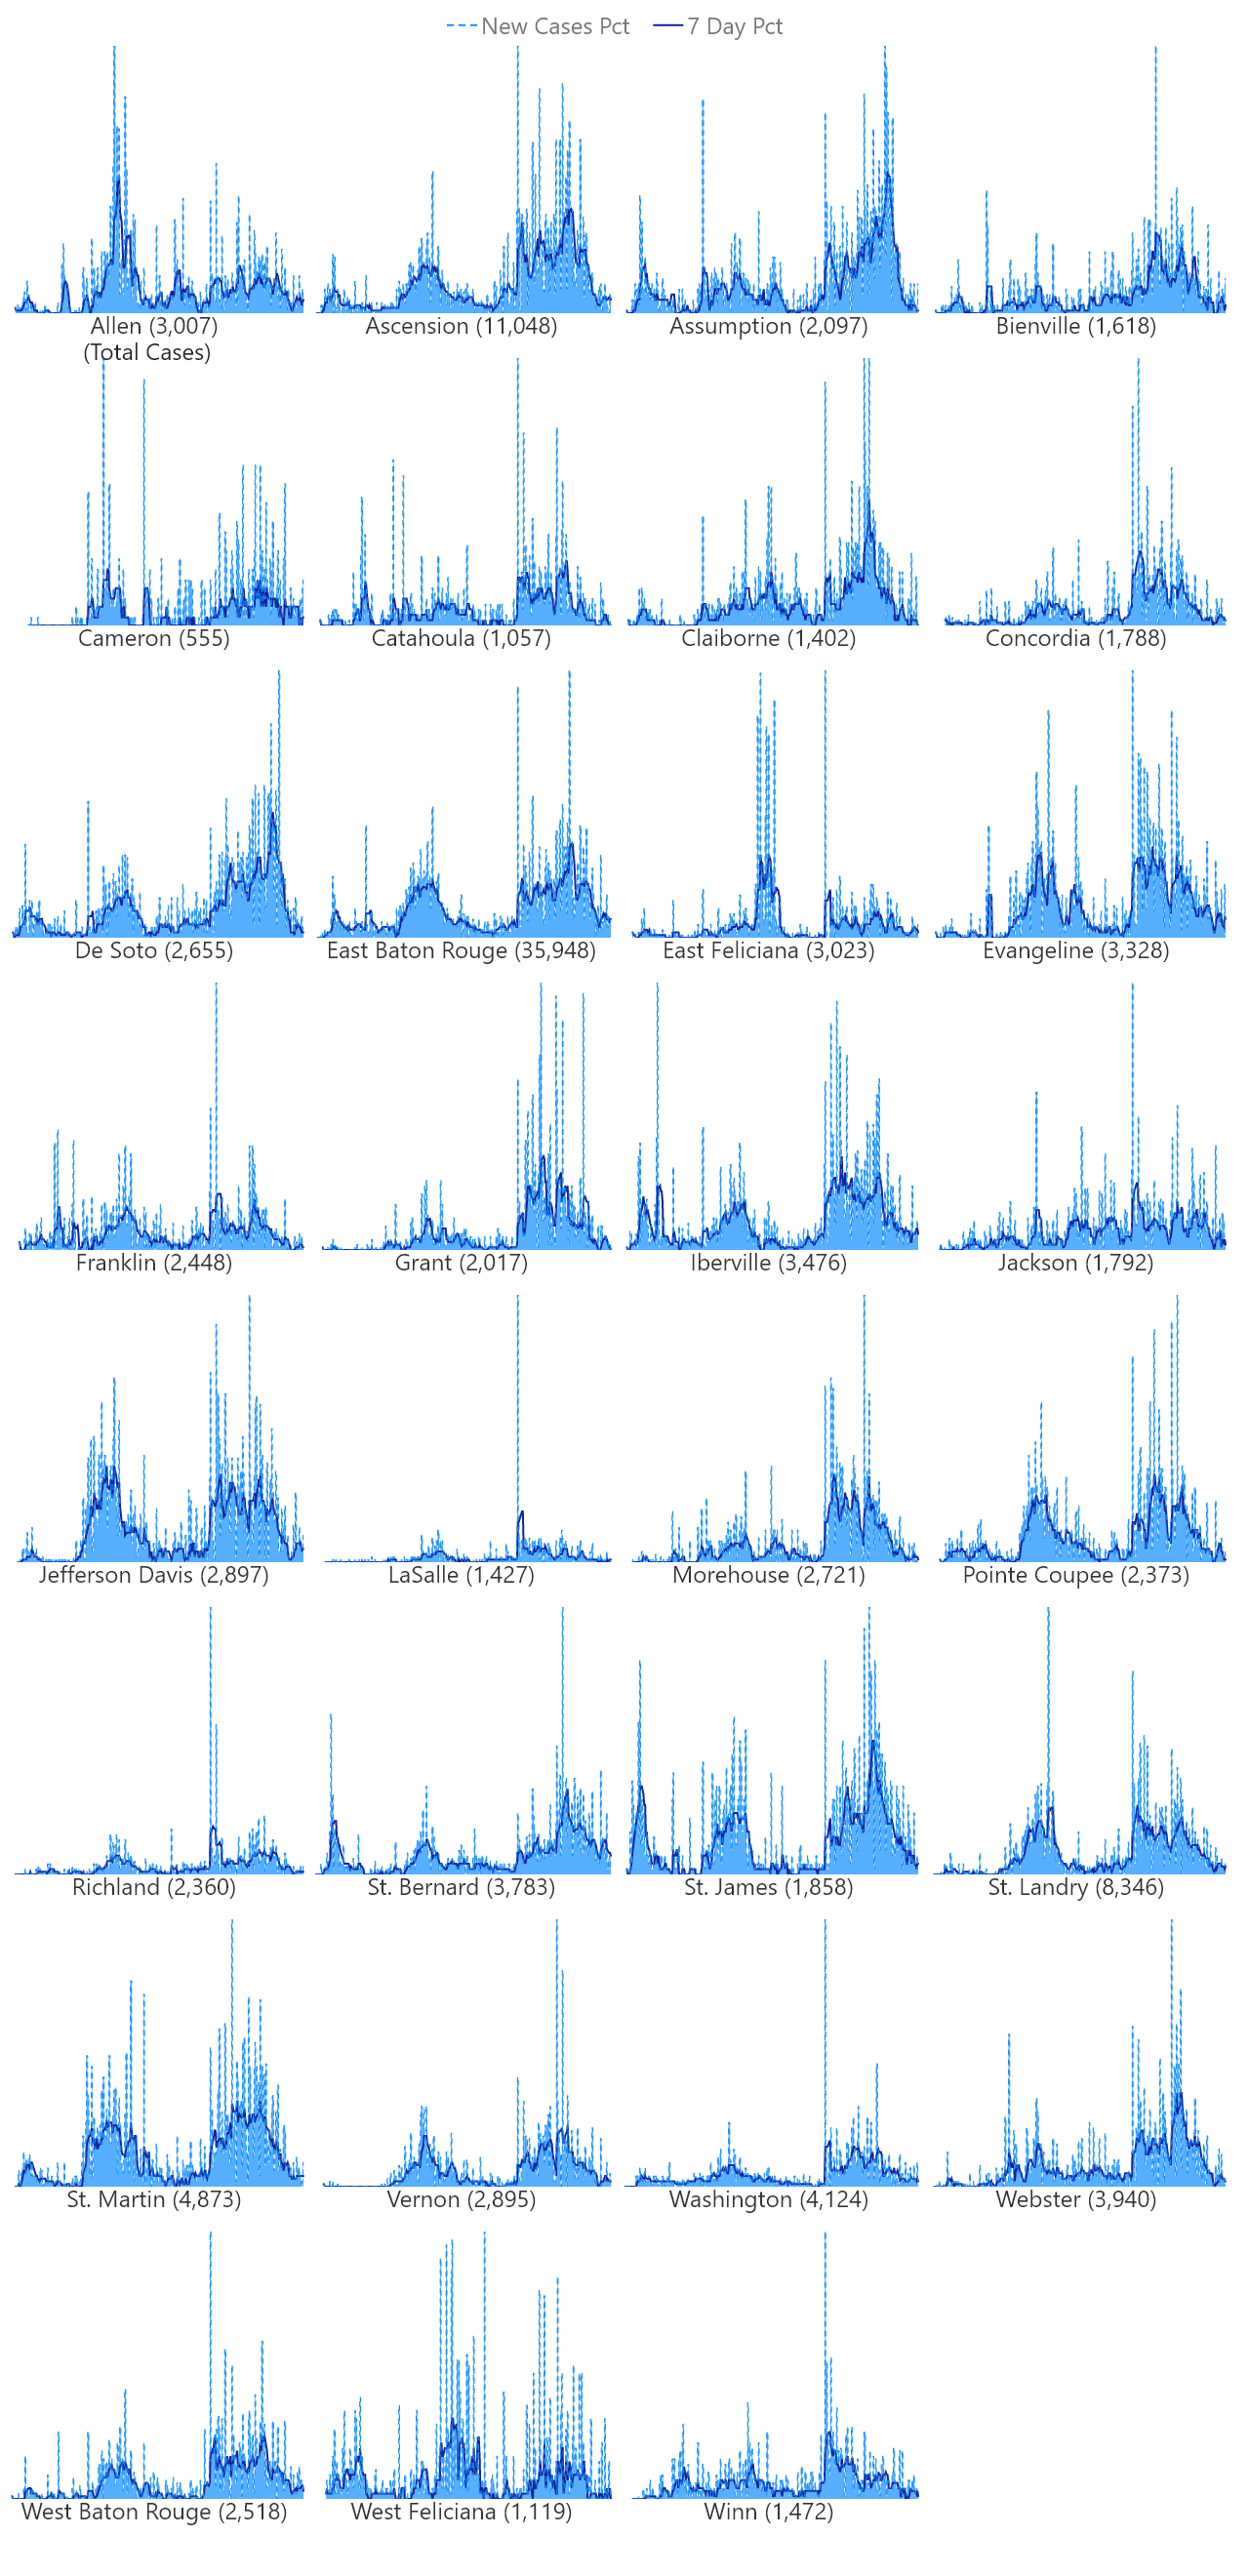 New Cases Pct 7 Day Pct
Allen (3,007) Ascension (11,048) Assumption (2,097) Bienville (1,618)
(Total Cases)
Cameron (555) Catahoula (1,057) Claiborne (1,402) Concordia (1,788)
De Soto (2,655) East Baton Rouge (35,948) East Feliciana (3,023) Evangeline (3,328)
Franklin (2,448) Grant (2,017) Iberville (3,476) Jackson (1,792)
Jefferson Davis (2,897) LaSalle (1,427) Morehouse (2,721) Pointe Coupee (2,373)
Richland (2,360) St. Bernard (3,783) St. James (1,858) St. Landry (8,346)
St. Martin (4,873) Vernon (2,895) Washington (4,124) Webster (3,940)
West Baton Rouge (2,518) West Feliciana (1,119) Winn (1,472)